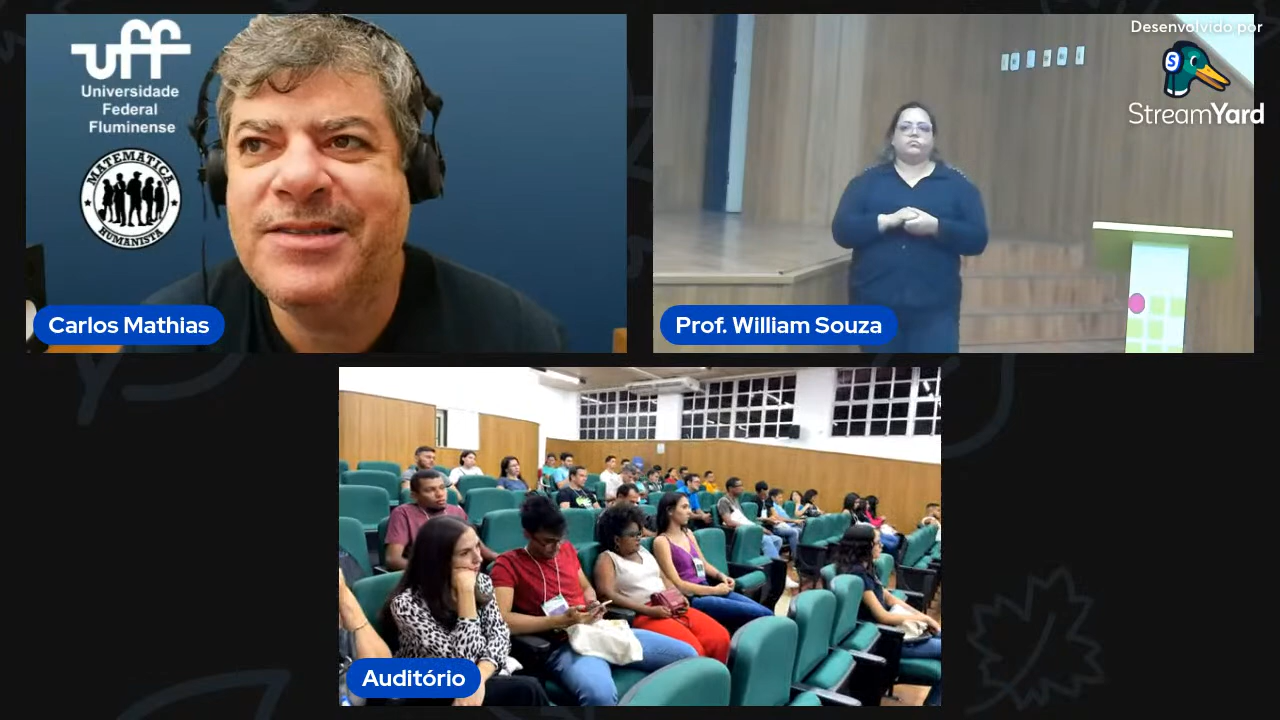 uff
Universidade
Federal
Fluminense
MATEMÁTICA
HUMANISTA
Carlos Mathias
Desenvolvido por
S
StreamYard
Prof. William Souza
Auditório